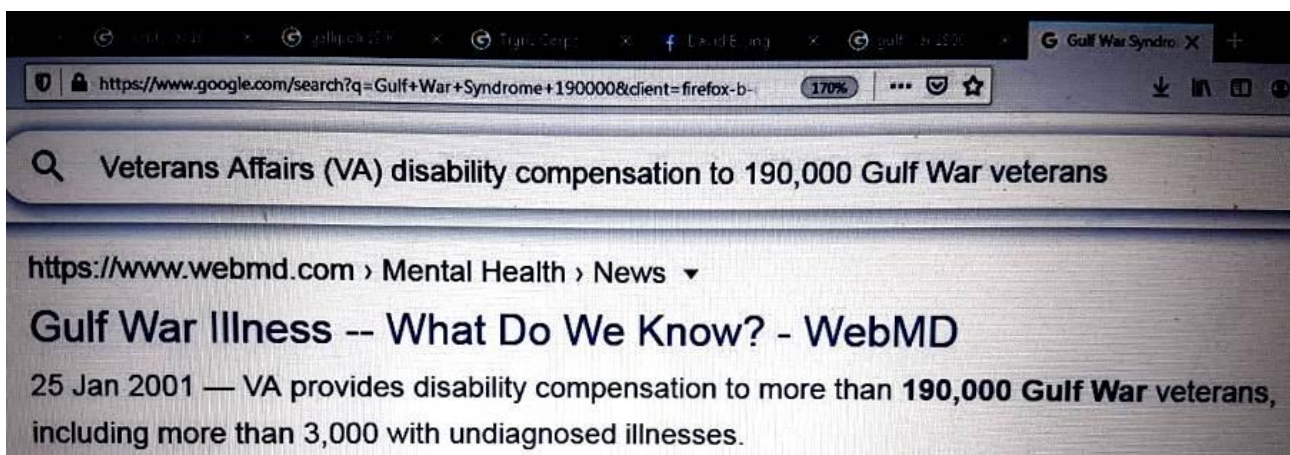 Gulf War Syndro
https://www.google.com/search?q=Gulf+War+Syndrome+190000&client=firefox-b-
170%
Veterans Affairs (VA) disability compensation to 190,000 Gulf War veterans
https://www.webmd.com › Mental Health › News
Gulf War Illness -- What Do We Know? - WebMD
25 Jan 2001 — VA provides disability compensation to more than 190,000 Gulf War veterans,
including more than 3,000 with undiagnosed illnesses.